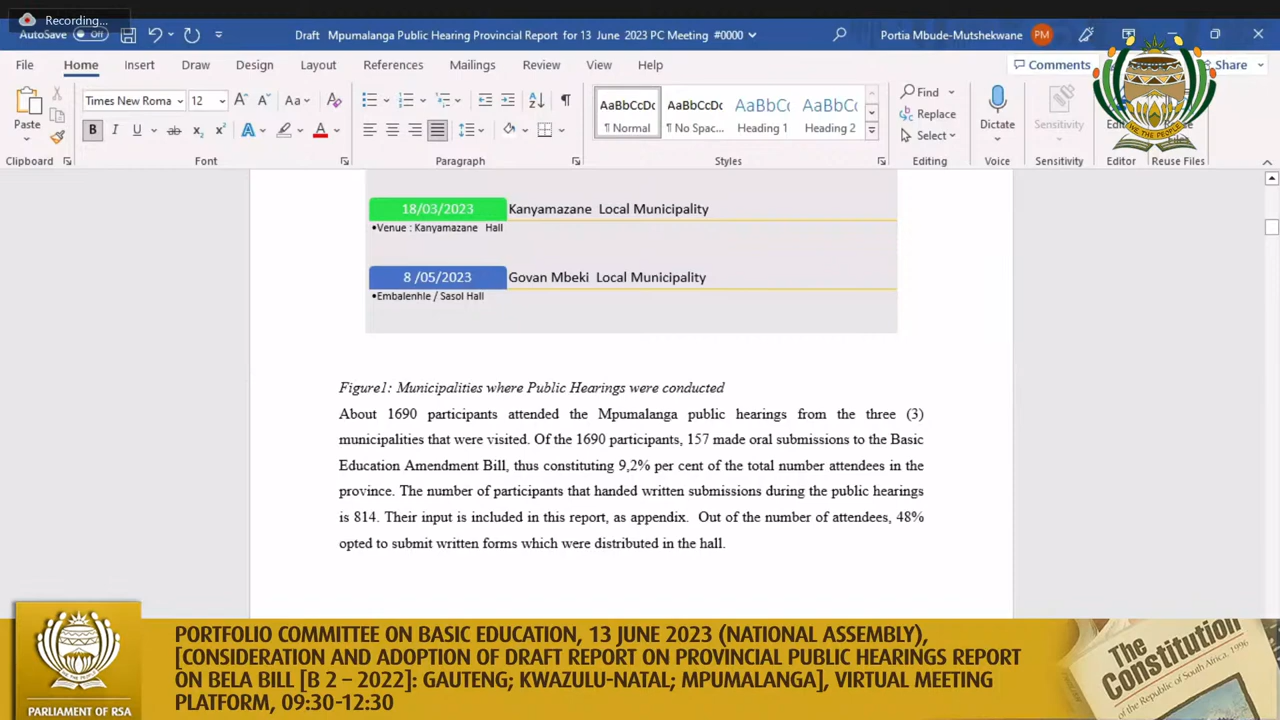 Recording...
AutoSave Off
Draft Mpumalanga Public Hearing Provincial Report for 13 June 2023 PC Meeting #0000
Portia Mbude-Mutshekwane PM
File Home Insert Draw Design Layout References Mailings Review View Help
Comments Share
Paste
Times New Roma 12
Aa
B I U ab x2 x2 A A
AaBbCcDc AaBbCcDc AaBbCc AaBbCc
¶ Normal ¶ No Spac... Heading 1 Heading 2
Find
Replace
Select
Dictate
Sensitivity
Clipboard Font Paragraph Styles Editing Voice Sensitivity Editor Reuse Files
18/03/2023 Kanyamazane Local Municipality
•Venue : Kanyamazane Hall
8 /05/2023 Govan Mbeki Local Municipality
•Embalenhle / Sasol Hall
Figure1: Municipalities where Public Hearings were conducted
About 1690 participants attended the Mpumalanga public hearings from the three (3)
municipalities that were visited. Of the 1690 participants, 157 made oral submissions to the Basic
Education Amendment Bill, thus constituting 9,2% per cent of the total number attendees in the
province. The number of participants that handed written submissions during the public hearings
is 814. Their input is included in this report, as appendix. Out of the number of attendees, 48%
opted to submit written forms which were distributed in the hall.
PORTFOLIO COMMITTEE ON BASIC EDUCATION, 13 JUNE 2023 (NATIONAL ASSEMBLY),
[CONSIDERATION AND ADOPTION OF DRAFT REPORT ON PROVINCIAL PUBLIC HEARINGS REPORT
ON BELA BILL [B 2 – 2022]: GAUTENG; KWAZULU-NATAL; MPUMALANGA], VIRTUAL MEETING
PLATFORM, 09:30-12:30
PARLIAMENT OF RSA
The
Constitution
of the Republic of South Africa, 1996